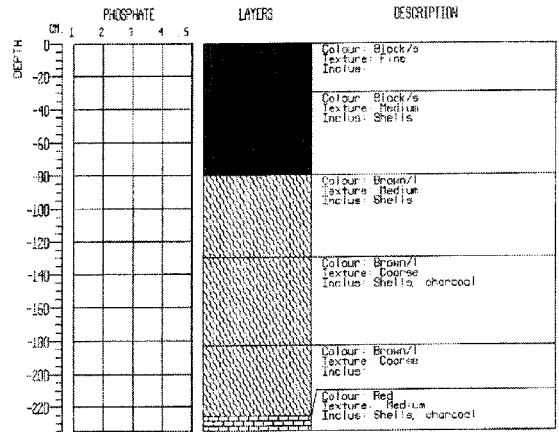 PHOSPHATE LAYERS DESCRIPTION
CM. 1 2 3 4 5
DEPTH
0
-20
-40
-60
-80
-100
-120
-140
-160
-180
-200
-220
Colour: Black/s
Texture: Fine
Inclus:
Colour: Black/s
Texture: Medium
Inclus: Shells
Colour: Brown/l
Texture: Medium
Inclus: Shells
Colour: Brown/l
Texture: Coarse
Inclus: Shells, charcoal
Colour: Brown/l
Texture: Coarse
Inclus:
Colour: Red
Texture: Medium
Inclus: Shells, charcoal